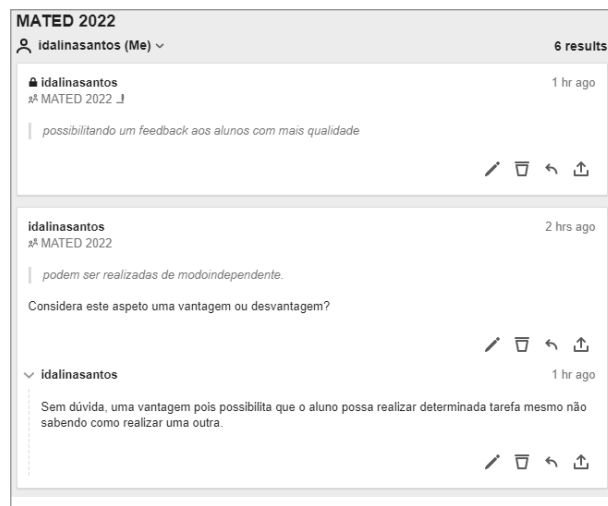 MATED 2022
idalinasantos (Me)
6 results
idalinasantos
1 hr ago
MATED 2022
possibilitando um feedback aos alunos com mais qualidade
idalinasantos
2 hrs ago
MATED 2022
podem ser realizadas de modoindependente.
Considera este aspeto uma vantagem ou desvantagem?
idalinasantos
1 hr ago
Sem dúvida, uma vantagem pois possibilita que o aluno possa realizar determinada tarefa mesmo não
sabendo como realizar uma outra.